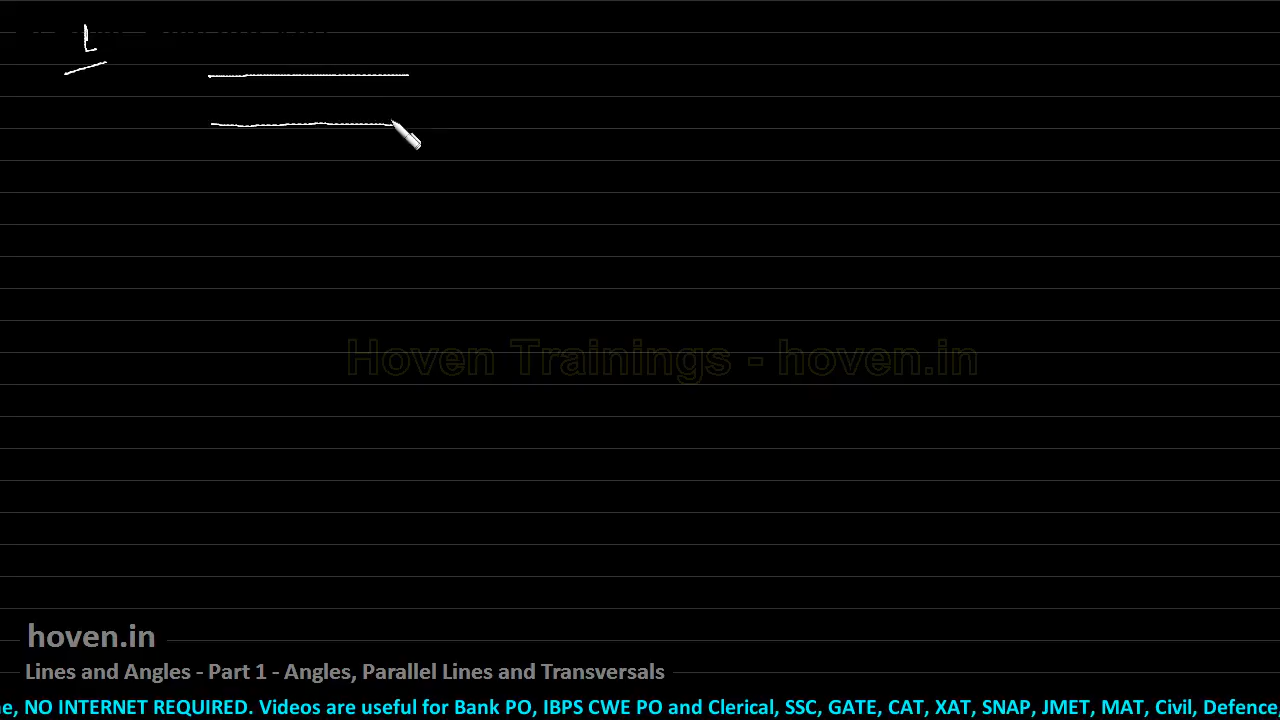 Hoven Trainings - hoven.in
hoven.in
Lines and Angles - Part 1 - Angles, Parallel Lines and Transversals
NO INTERNET REQUIRED. Videos are useful for Bank PO, IBPS CWE PO and Clerical, SSC, GATE, CAT, XAT, SNAP, JMET, MAT, Civil, Defence,